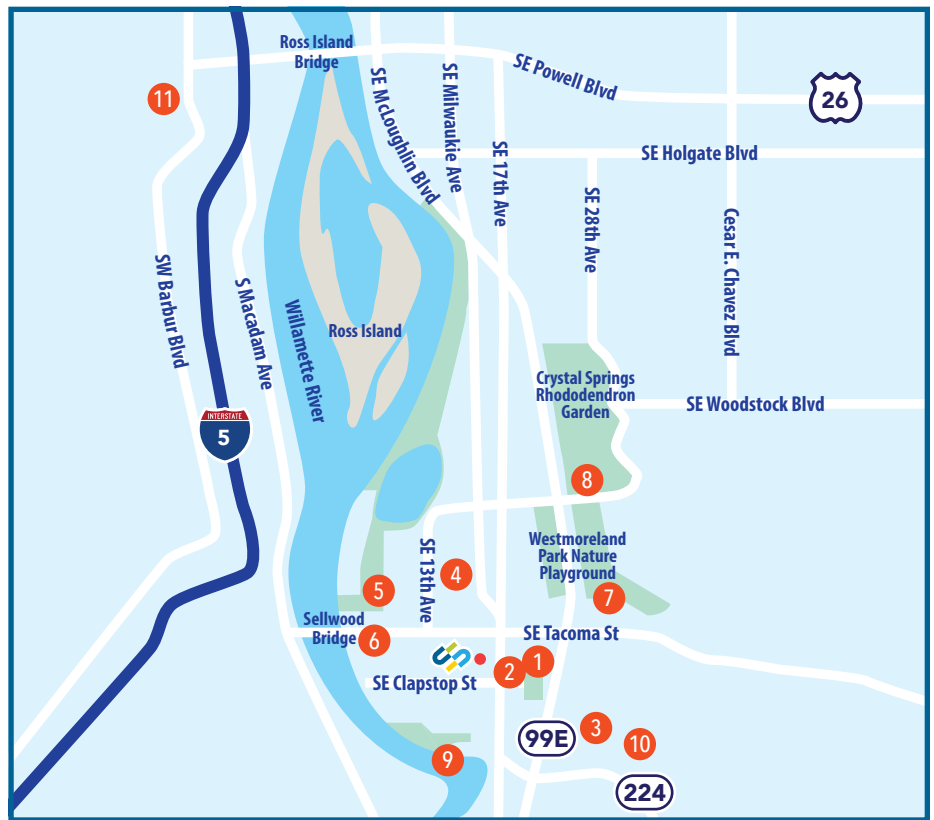 Ross Island
Bridge
SE Powell Blvd
26
11
SE McLoughlin Blvd
SE Milwaukie Ave
SE 17th Ave
SE Holgate Blvd
SE 28th Ave
Cesar E. Chavez Blvd
SW Barbur Blvd
S Macadam Ave
Willamette River
Ross Island
INTERSTATE
5
Crystal Springs
Rhododendron
Garden
SE Woodstock Blvd
8
SE 13th Ave
Westmoreland
Park Nature
Playground
4
5
7
Sellwood
Bridge
6
SE Tacoma St
SE Clapstop St
2
1
99E
3
10
9
224